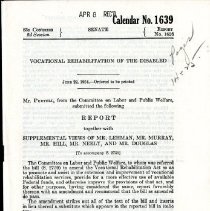 APR 8 REC'D
Calendar No. 1639
83d CONGRESS
2d Session
SENATE
REPORT
No. 1626
VOCATIONAL REHABILITATION OF THE DISABLED
June 22, 1954.—Ordered to be printed
Mr. PURTELL, from the Committee on Labor and Public Welfare,
submitted the following
REPORT
together with
SUPPLEMENTAL VIEWS OF MR. LEHMAN, MR. MURRAY,
MR. HILL, MR. NEELY, AND MR. DOUGLAS
[To accompany S. 2759]
The Committee on Labor and Public Welfare, to whom was referred
the bill (S. 2759) to amend the Vocational Rehabilitation Act so as
to promote and assist in the extension and improvement of vocational
rehabilitation services, provide for a more effective use of available
Federal funds, and otherwise improve the provisions of that act, and
for other purposes, having considered the same, report favorably
thereon with an amendment and recommend that the bill as amended
do pass.
The amendment strikes out all of the text of the bill and inserts
in lieu thereof a substitute which appears in the reported bill in italic